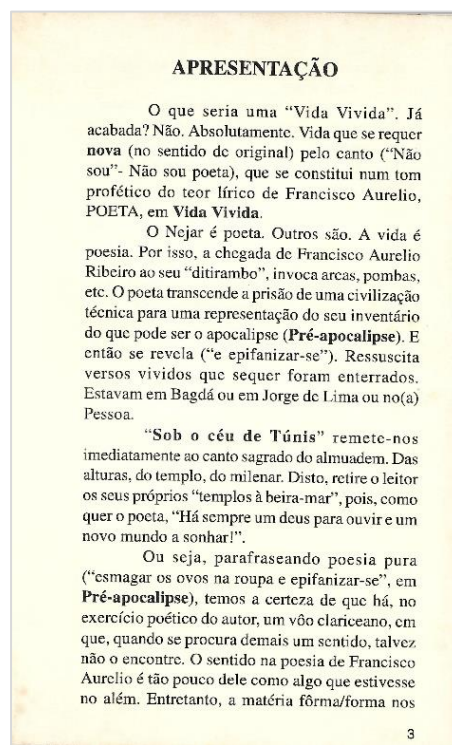 APRESENTAÇÃO
O que seria uma “Vida Vivida”. Já
acabada? Não. Absolutamente. Vida que se requer
nova (no sentido de original) pelo canto (“Não
sou”- Não sou poeta), que se constitui num tom
profético do teor lírico de Francisco Aurelio,
POETA, em Vida Vivida.
O Nejar é poeta. Outros são. A vida é
poesia. Por isso, a chegada de Francisco Aurelio
Ribeiro ao seu “ditirambo”, invoca arcas, pombas,
etc. O poeta transcende a prisão de uma civilização
técnica para uma representação do seu inventário
do que pode ser o apocalipse (Pré-apocalipse). E
então se revela (“e epifanizar-se”). Ressuscita
versos vividos que sequer foram enterrados.
Estavam em Bagdá ou em Jorge de Lima ou no(a)
Pessoa.
“Sob o céu de Túnis” remete-nos
imediatamente ao canto sagrado do almuadem. Das
alturas, do templo, do milenar. Disto, retire o leitor
os seus próprios “templos à beira-mar”, pois, como
quer o poeta, “Há sempre um deus para ouvir e um
novo mundo a sonhar!”.
Ou seja, parafraseando poesia pura
(“esmagar os ovos na roupa e epifanizar-se”, em
Pré-apocalipse), temos a certeza de que há, no
exercício poético do autor, um vôo clariceano, em
que, quando se procura demais um sentido, talvez
não o encontre. O sentido na poesia de Francisco
Aurelio é tão pouco dele como algo que estivesse
no além. Entretanto, a matéria fôrma/forma nos
3